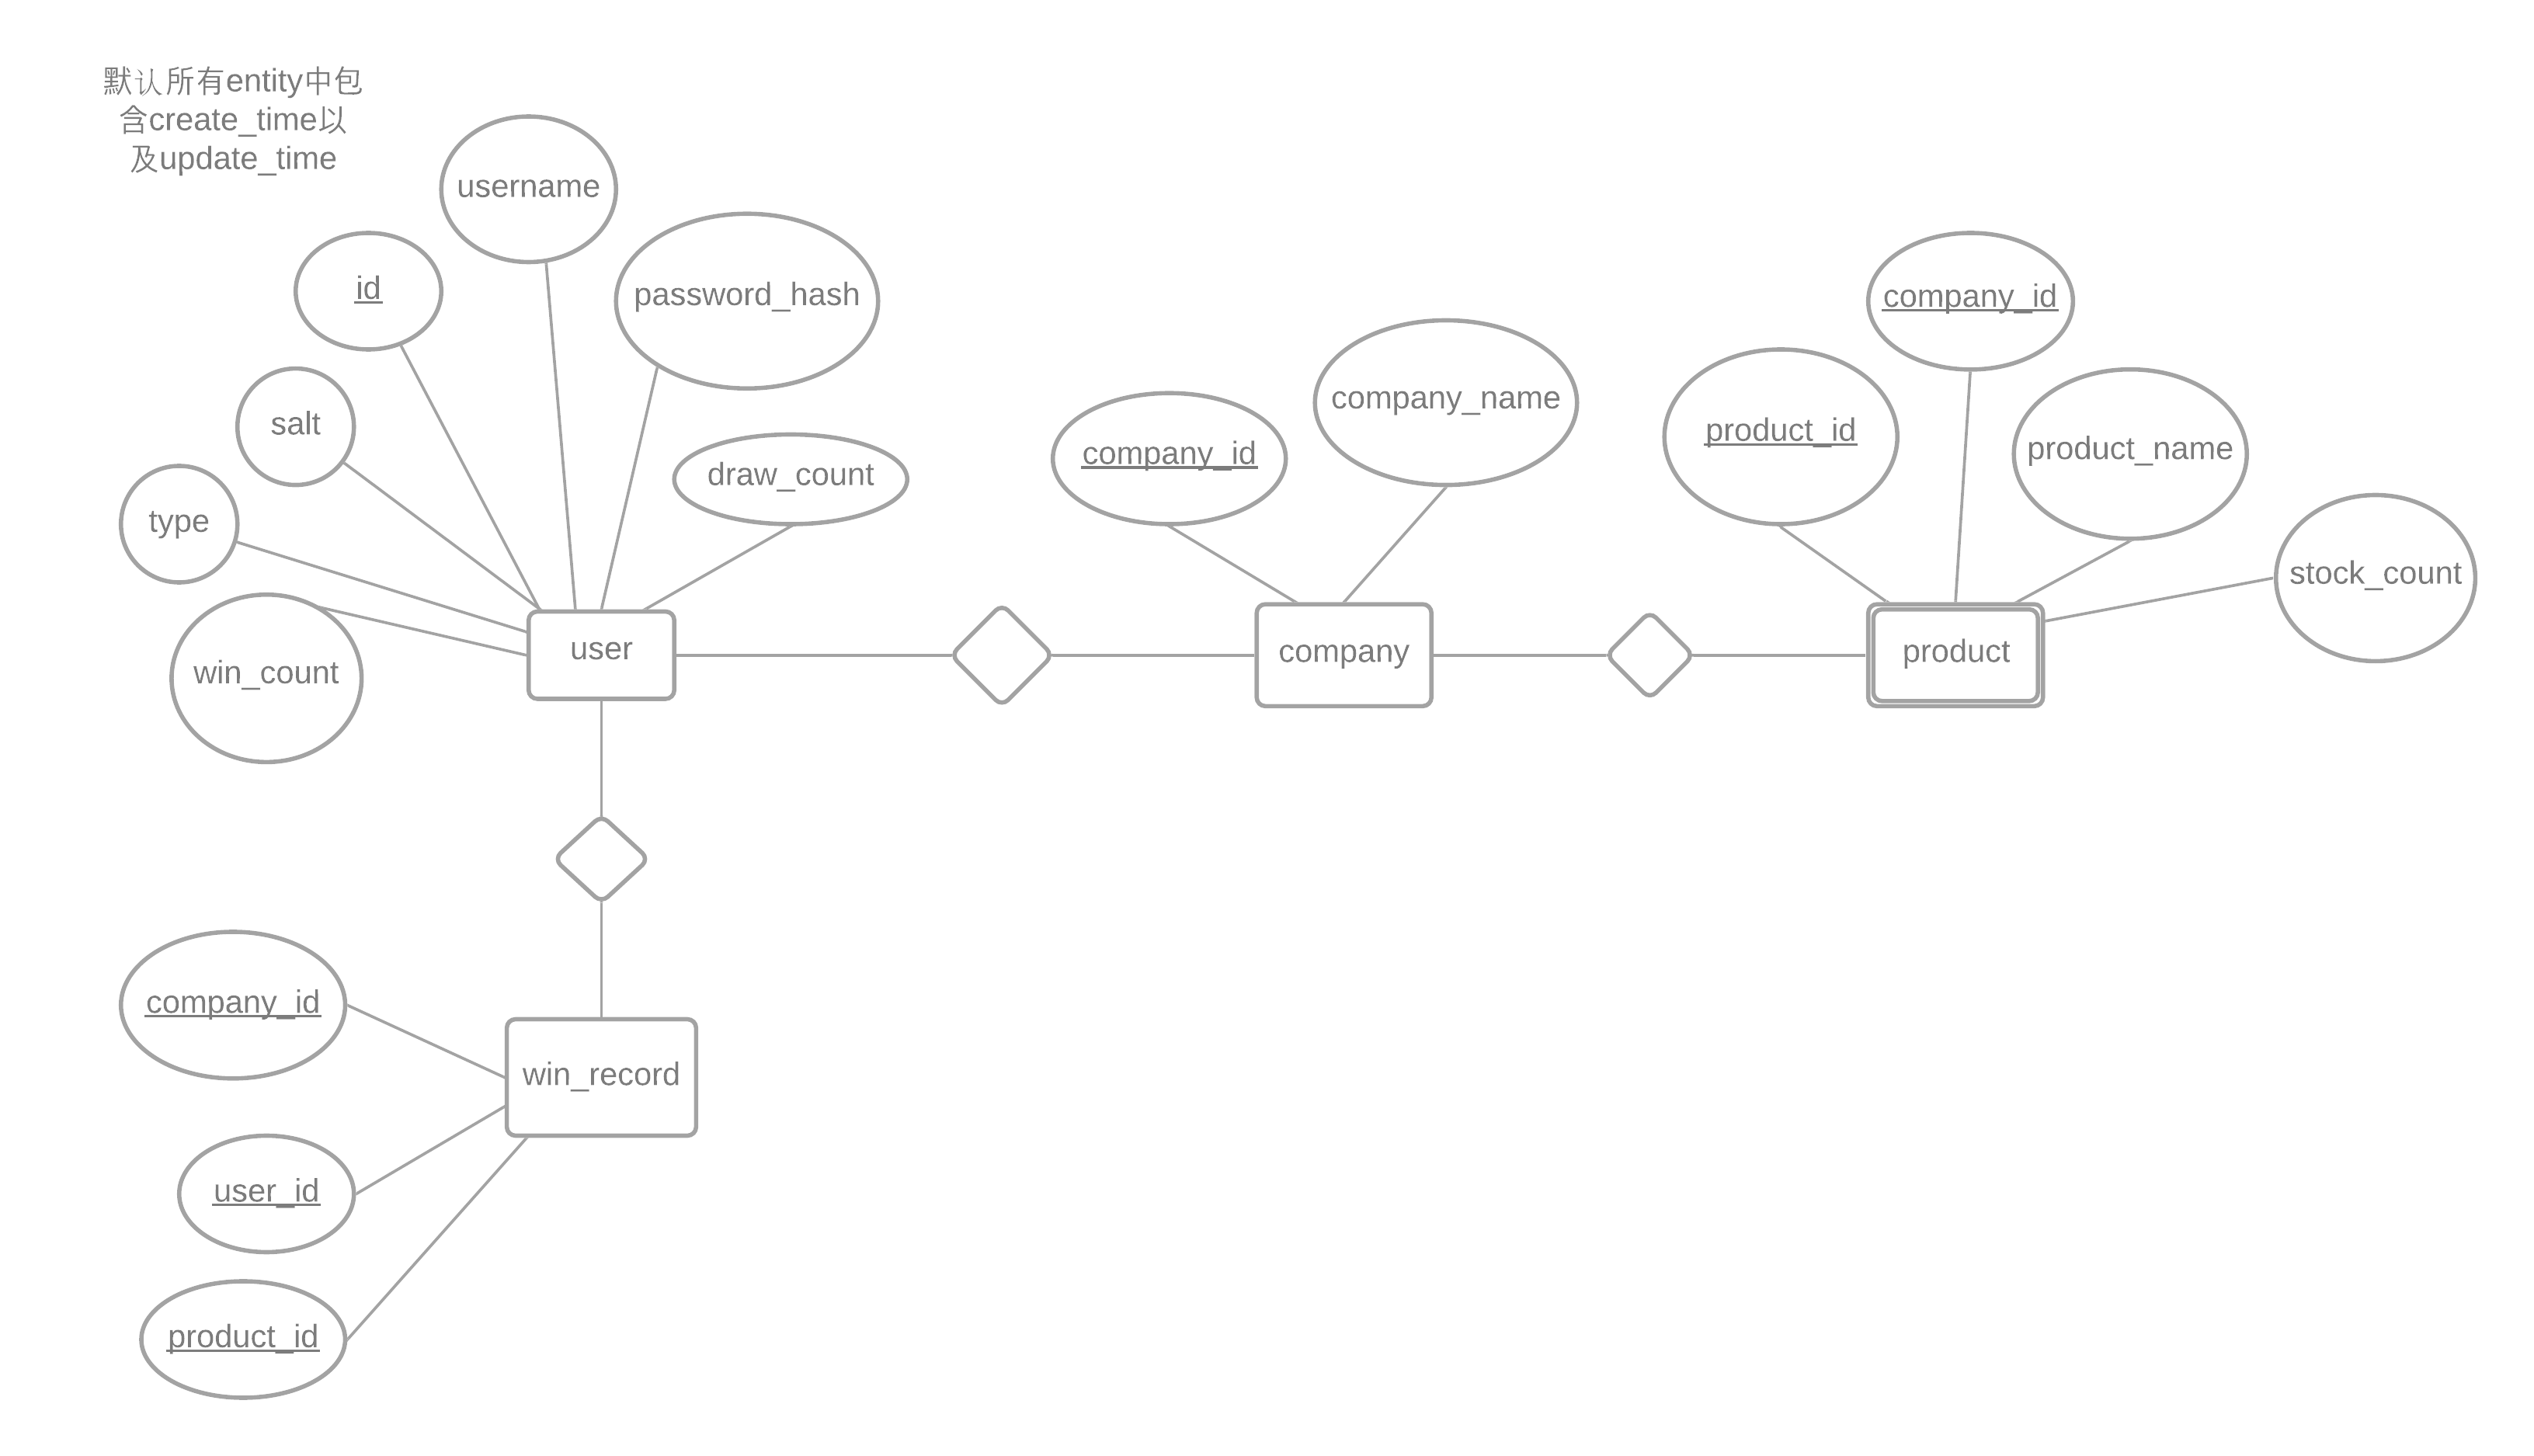 默认所有entity中包
含create_time以
及update_time
username
id
password_hash
salt
draw_count
type
win_count
user
company_id
company_name
company
company_id
product_id
product_name
stock_count
product
company_id
win_record
user_id
product_id